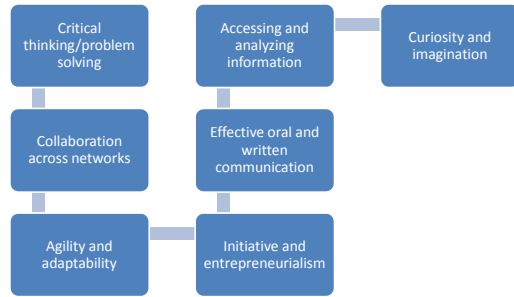 Critical
thinking/problem
solving
Collaboration
across networks
Agility and
adaptability
Initiative and
entrepreneurialism
Effective oral and
written
communication
Accessing and
analyzing
information
Curiosity and
imagination